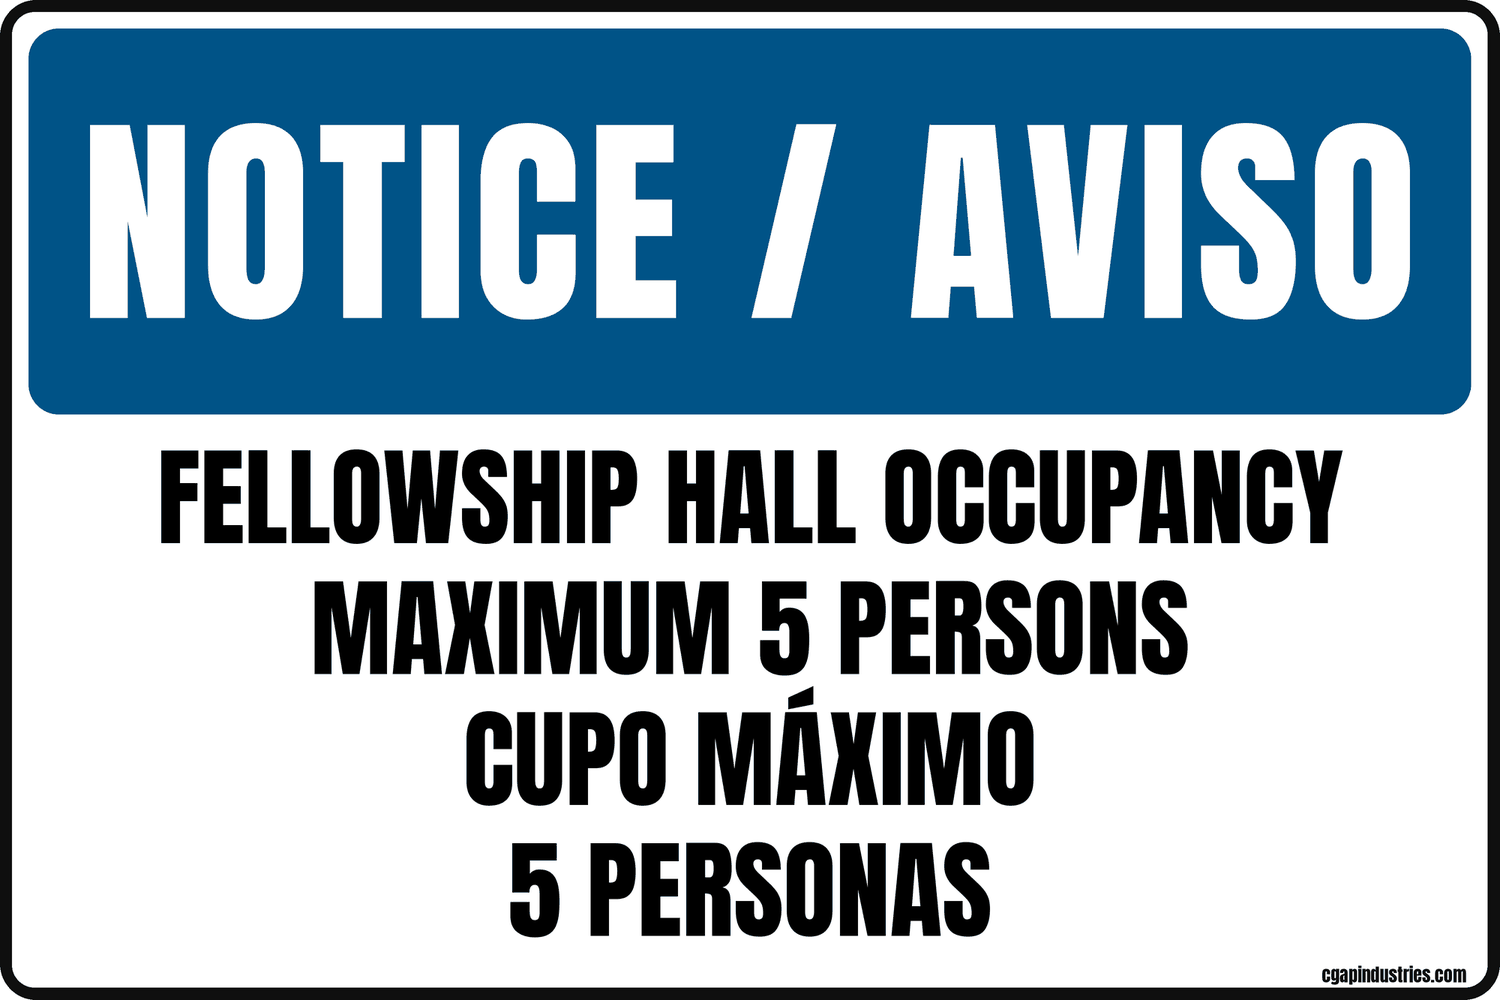 NOTICE / AVISO
FELLOWSHIP HALL OCCUPANCY
MAXIMUM 5 PERSONS
CUPO MÁXIMO
5 PERSONAS
cgapindustries.com